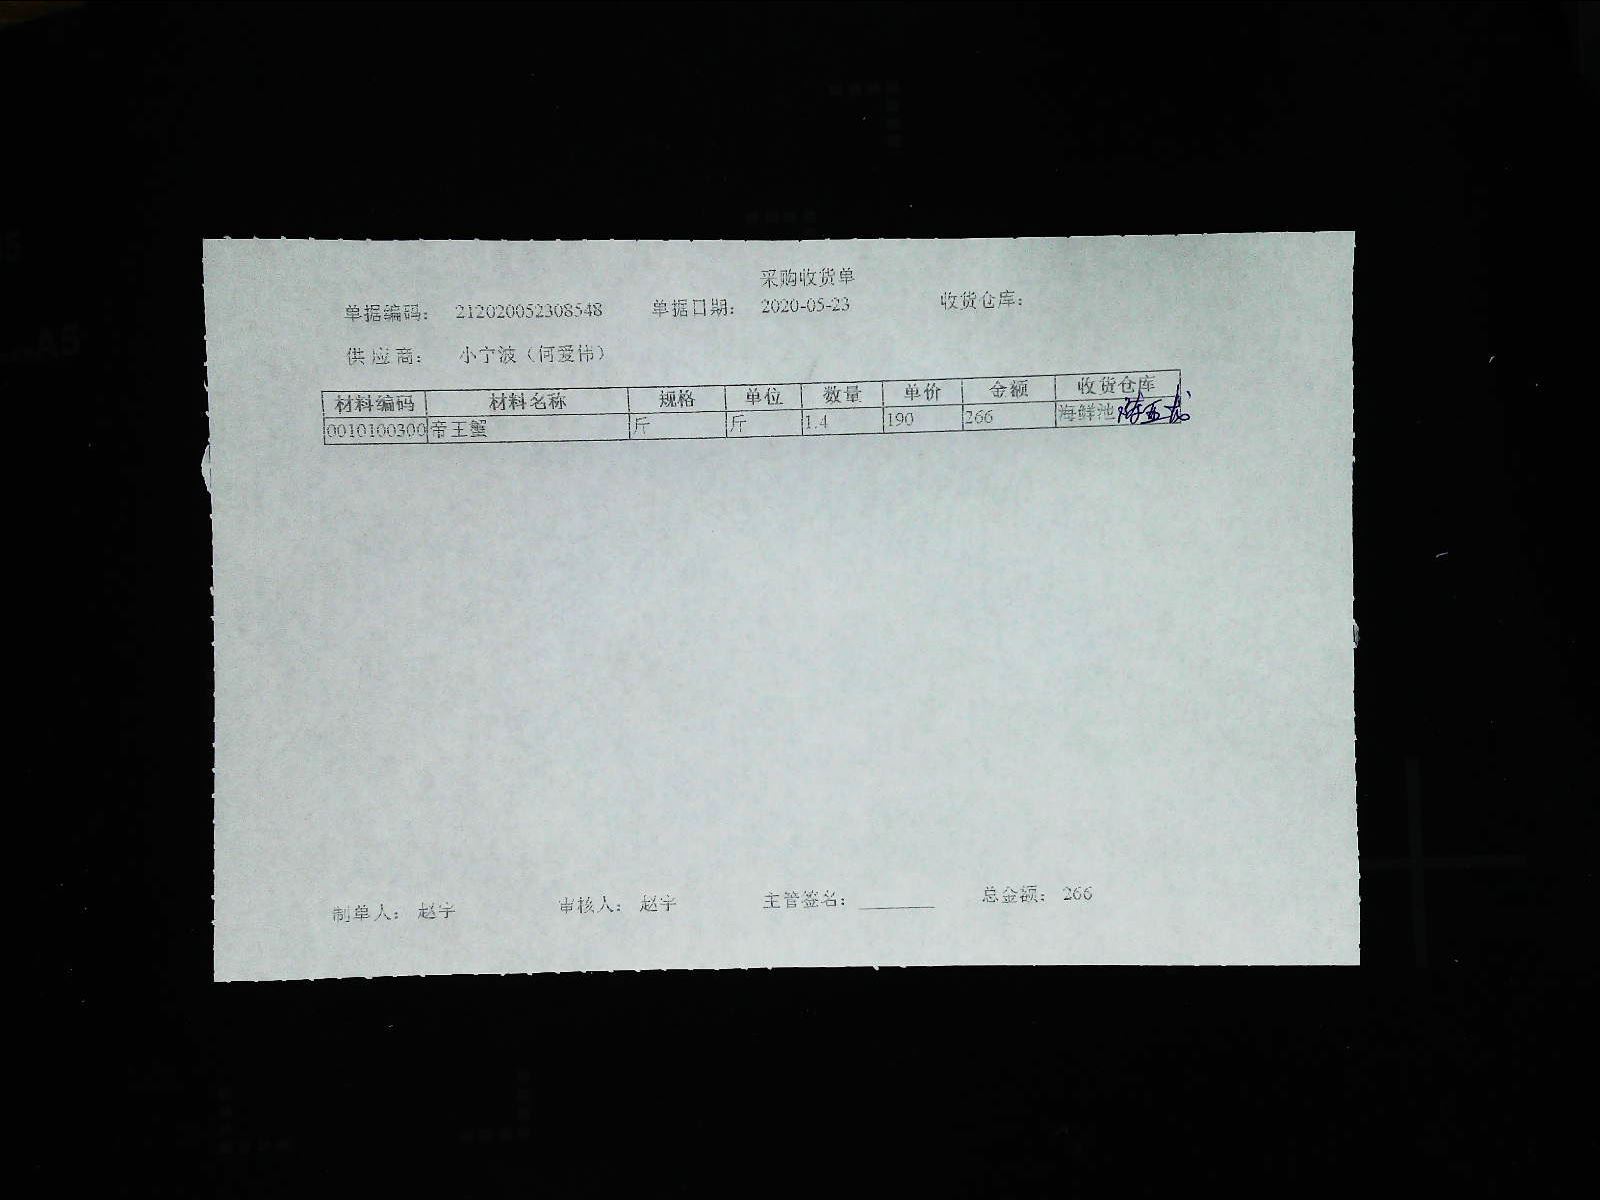 采购收货单
单据编码: 212020052308548 单据日期: 2020-05-23 收货仓库:
供应商: 小宁波(何爱伟)
材料编码 材料名称 规格 单位 数量 单价 金额 收货仓库
0010100300 帝王蟹 斤 斤 1.4 190 266 海鲜池
制单人: 赵宇 审核人: 赵宇 主管签名: 总金额: 266